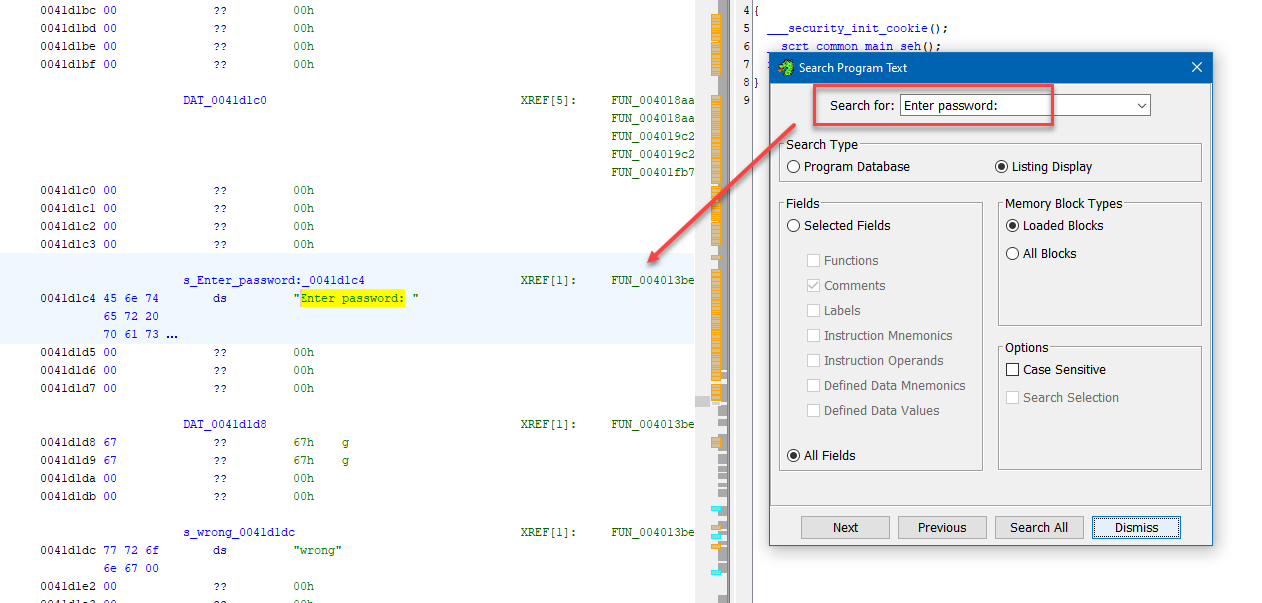 0041d1bc 00 ?? 00h
0041d1bd 00 ?? 00h
0041d1be 00 ?? 00h
0041d1bf 00 ?? 00h
DAT_0041d1c0 XREF[5]: FUN_004018aa
FUN_004018aa
FUN_004019c2
FUN_004019c2
FUN_00401fb7
0041d1c0 00 ?? 00h
0041d1c1 00 ?? 00h
0041d1c2 00 ?? 00h
0041d1c3 00 ?? 00h
s_Enter_password:_0041d1c4 XREF[1]: FUN_004013be
0041d1c4 45 6e 74 ds "Enter password: "
65 72 20
70 61 73 ...
0041d1d5 00 ?? 00h
0041d1d6 00 ?? 00h
0041d1d7 00 ?? 00h
DAT_0041d1d8 XREF[1]: FUN_004013be
0041d1d8 67 ?? 67h g
0041d1d9 67 ?? 67h g
0041d1da 00 ?? 00h
0041d1db 00 ?? 00h
s_wrong_0041d1dc XREF[1]: FUN_004013be
0041d1dc 77 72 6f ds "wrong"
6e 67 00
0041d1e2 00 ?? 00h
4 {
5 ___security_init_cookie();
6 __scrt_common_main_seh();
7
8 }
9
Search Program Text
Search for: Enter password:
Search Type
Program Database
Listing Display
Fields
Selected Fields
Functions
Comments
Labels
Instruction Mnemonics
Instruction Operands
Defined Data Mnemonics
Defined Data Values
All Fields
Memory Block Types
Loaded Blocks
All Blocks
Options
Case Sensitive
Search Selection
Next
Previous
Search All
Dismiss